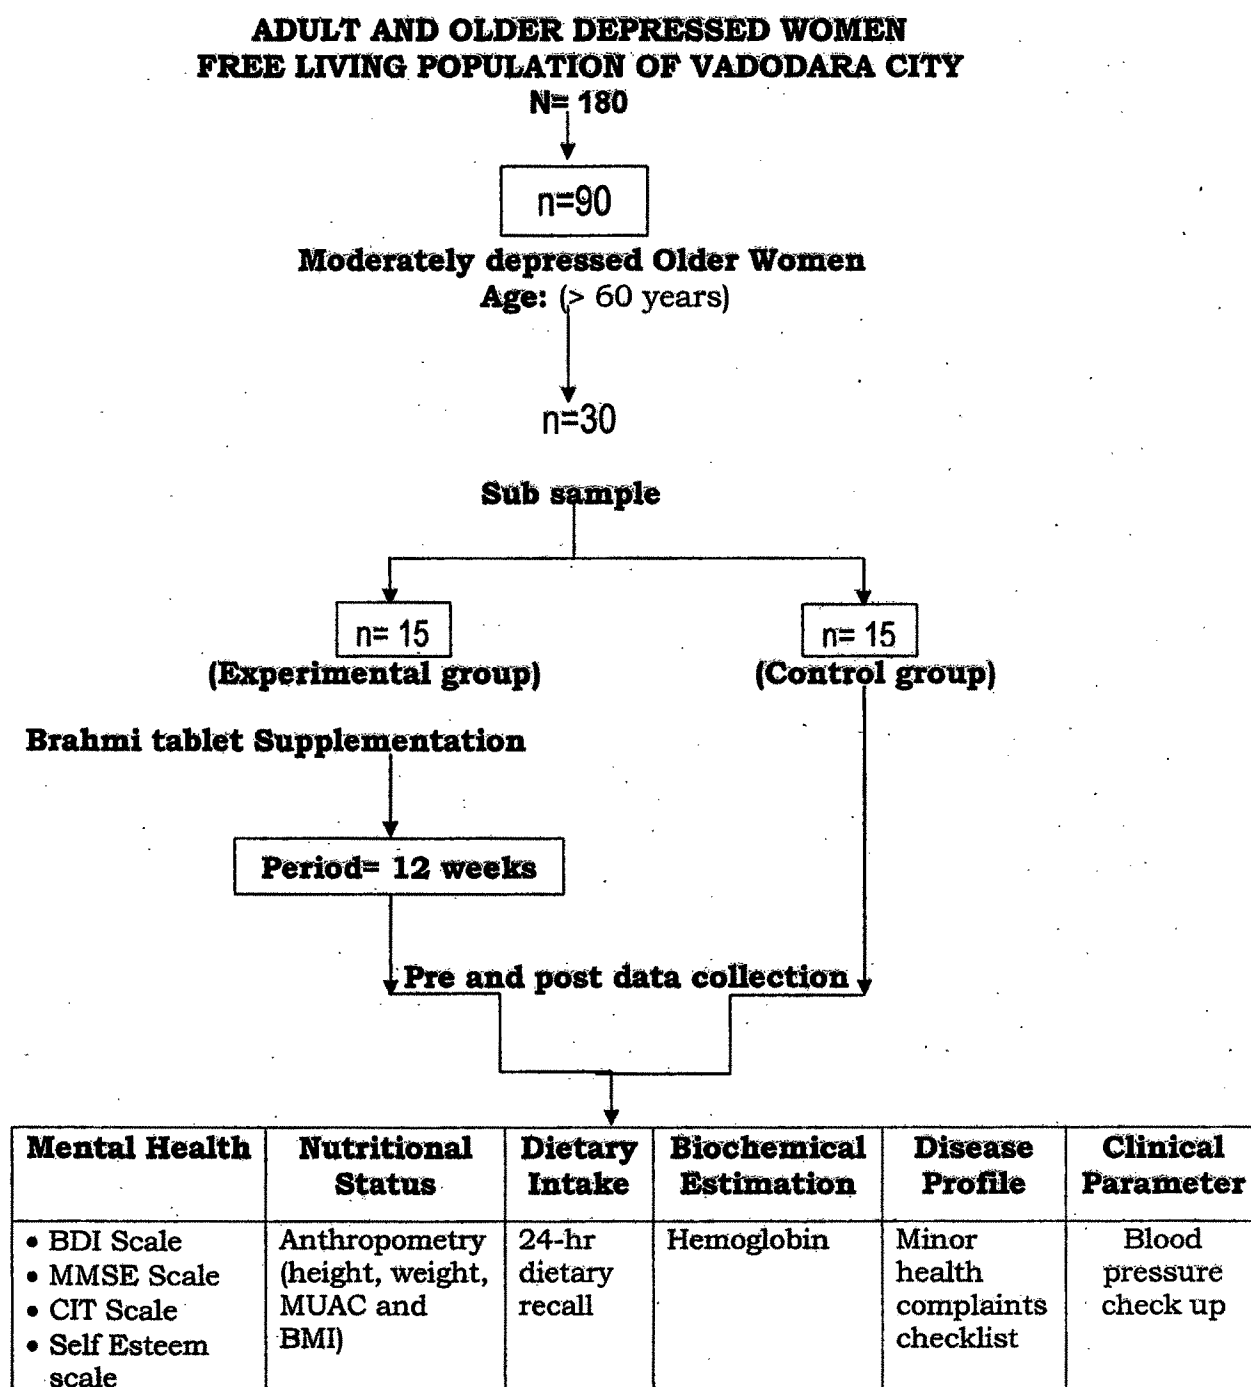 ADULT AND OLDER DEPRESSED WOMEN
FREE LIVING POPULATION OF VADODARA CITY
N= 180
n=90
Moderately depressed Older Women
Age: (> 60 years)
n=30
Sub sample
n= 15
(Experimental group)
n= 15
(Control group)
Brahmi tablet Supplementation
Period= 12 weeks
Pre and post data collection
Mental Health
Nutritional
Status
Dietary
Intake
Biochemical
Estimation
Disease
Profile
Clinical
Parameter
• BDI Scale
• MMSE Scale
• CIT Scale
• Self Esteem
scale
Anthropometry
(height, weight,
MUAC and
BMI)
24-hr
dietary
recall
Hemoglobin
Minor
health
complaints
checklist
Blood
pressure
check up